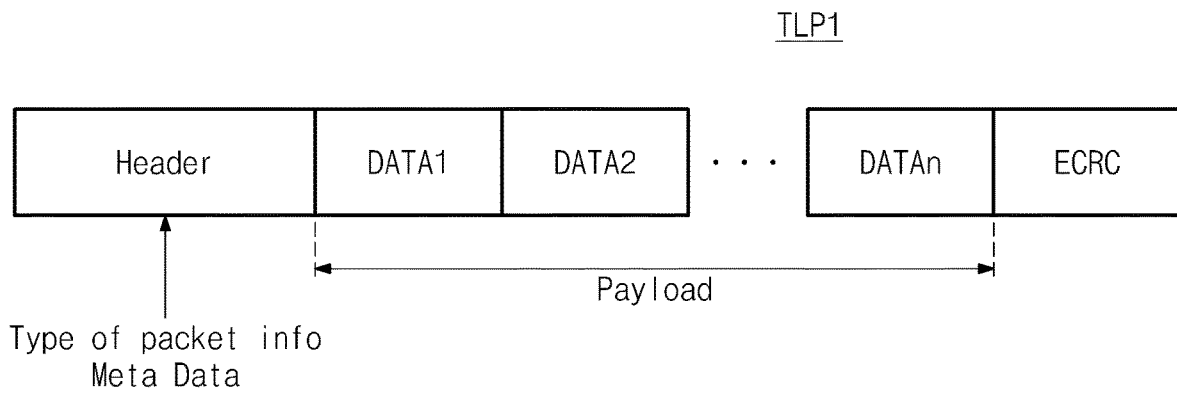 TLP1
Header DATA1 DATA2 · · · DATAn ECRC
Payload
Type of packet info
Meta Data